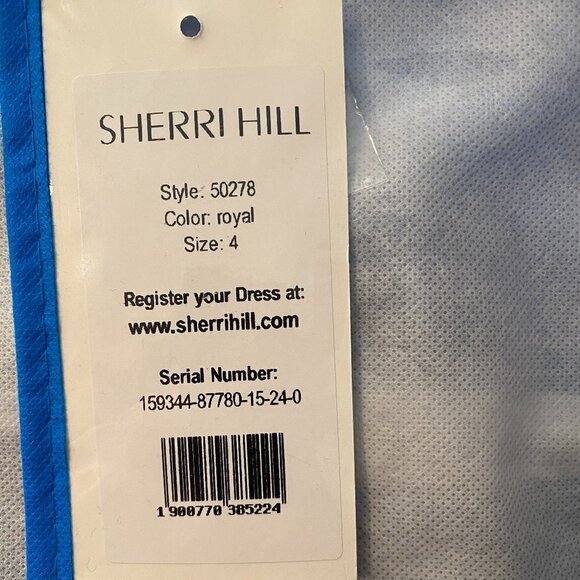 SHERRI HILL
Style: 50278
Color: royal
Size: 4
Register your Dress at:
www.sherrihill.com
Serial Number:
159344-87780-15-24-0
1 900770 385224